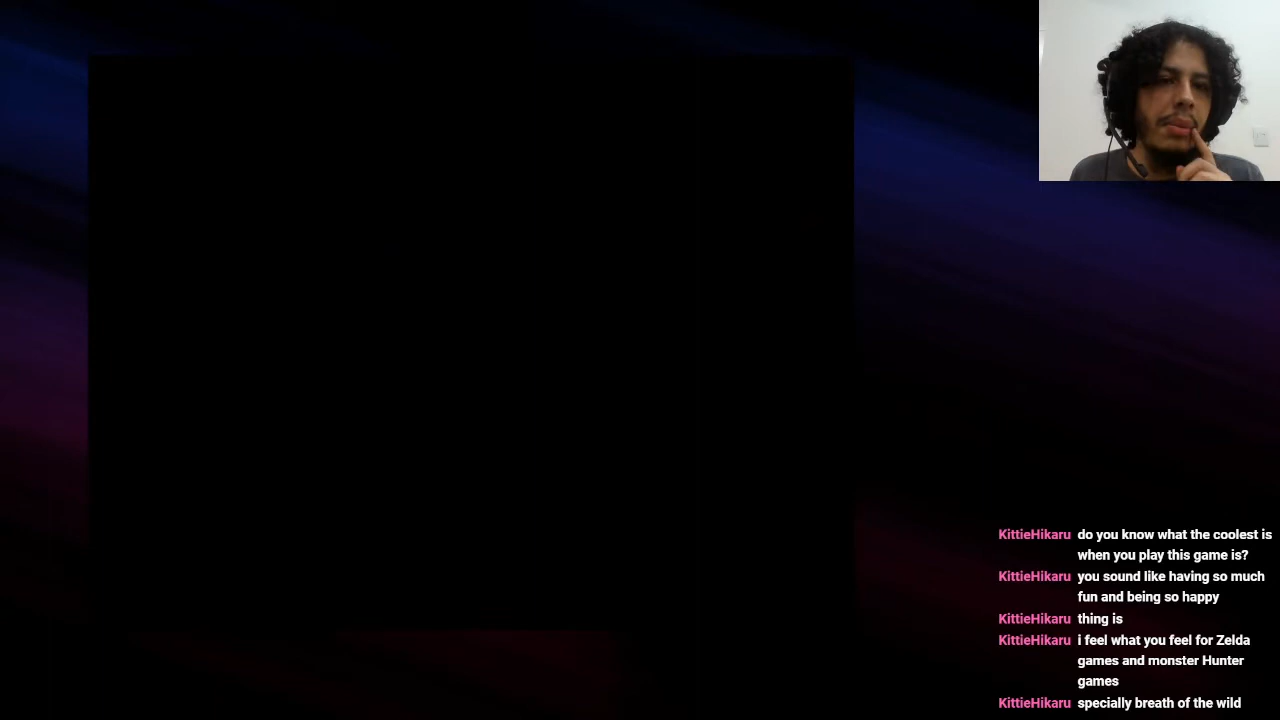 KittieHikaru do you know what the coolest is
when you play this game is?
KittieHikaru you sound like having so much
fun and being so happy
KittieHikaru thing is
KittieHikaru i feel what you feel for Zelda
games and monster Hunter
games
KittieHikaru specially breath of the wild